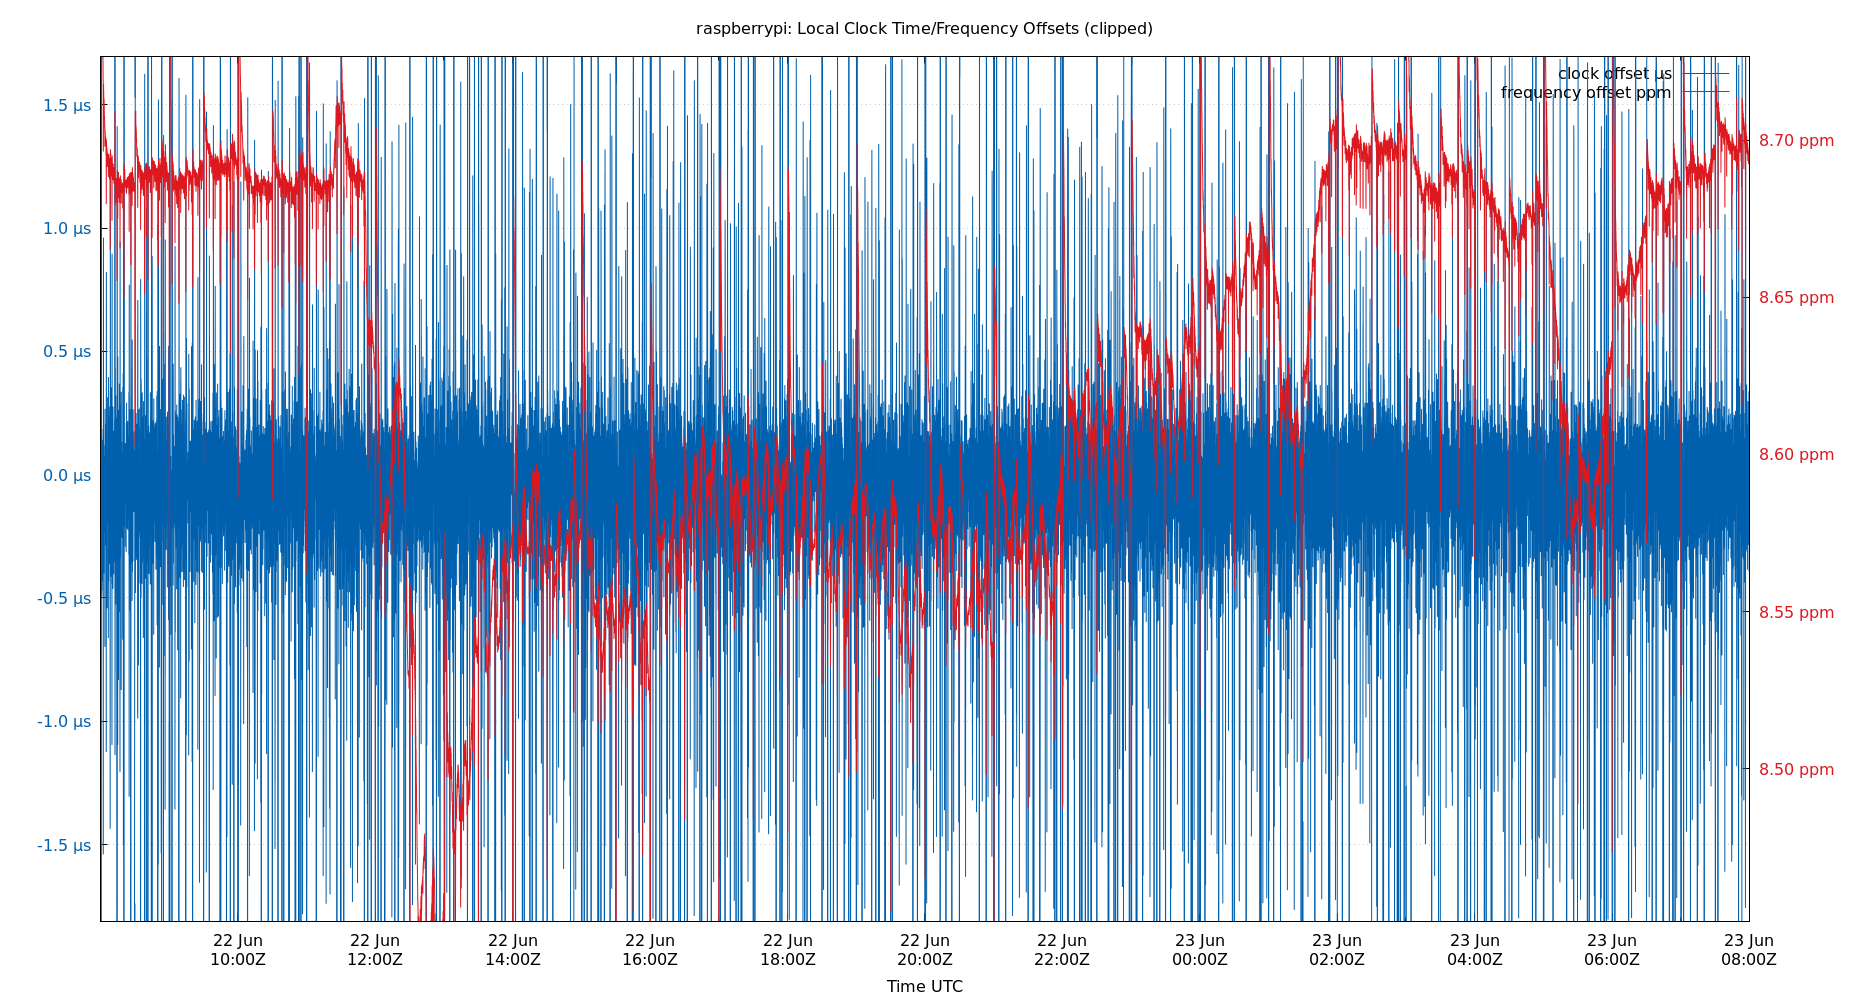 raspberrypi: Local Clock Time/Frequency Offsets (clipped)
clock offset µs
frequency offset ppm
1.5 µs
1.0 µs
0.5 µs
0.0 µs
-0.5 µs
-1.0 µs
-1.5 µs
8.70 ppm
8.65 ppm
8.60 ppm
8.55 ppm
8.50 ppm
22 Jun 22 Jun 22 Jun 22 Jun 22 Jun 22 Jun 22 Jun 23 Jun 23 Jun 23 Jun 23 Jun 23 Jun
10:00Z 12:00Z 14:00Z 16:00Z 18:00Z 20:00Z 22:00Z 00:00Z 02:00Z 04:00Z 06:00Z 08:00Z
Time UTC